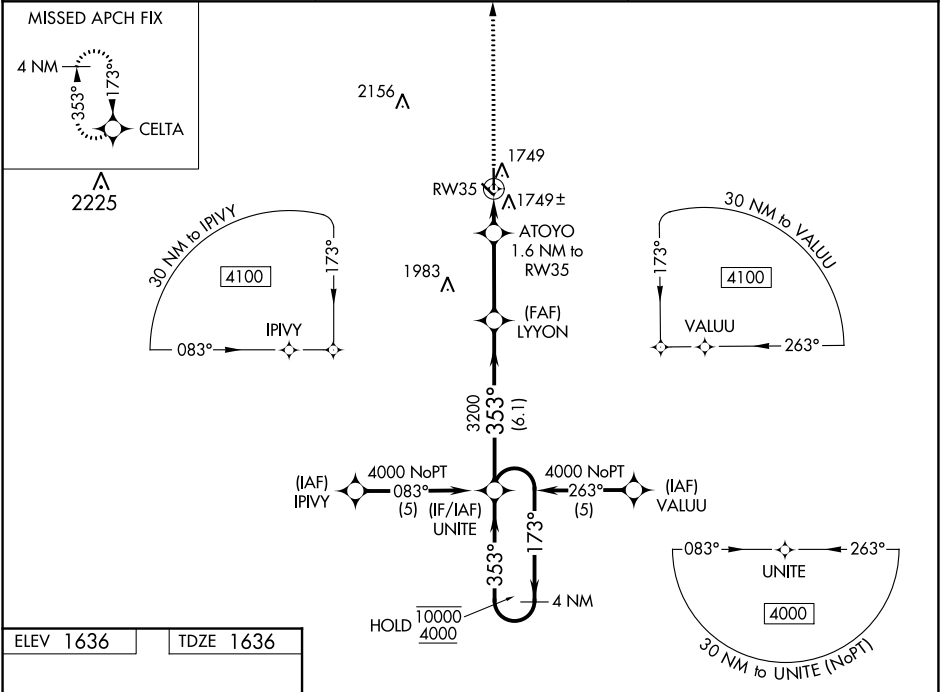 MISSED APCH FIX
4 NM
353°
173°
CELTA
2225
2156
1749
RW35
1749±
ATOYO
1.6 NM to
RW35
1983
(FAF)
LYYON
30 NM to IPIVY
4100
173°
IPIVY
083°
30 NM to VALUU
4100
173°
VALUU
263°
3200
353°
(6.1)
(IAF)
IPIVY
4000 NoPT
083°
(5)
(IF/IAF)
UNITE
4000 NoPT
263°
(5)
(IAF)
VALUU
353°
173°
4 NM
HOLD
10000
4000
083°
263°
UNITE
4000
30 NM to UNITE (NoPT)
ELEV 1636
TDZE 1636